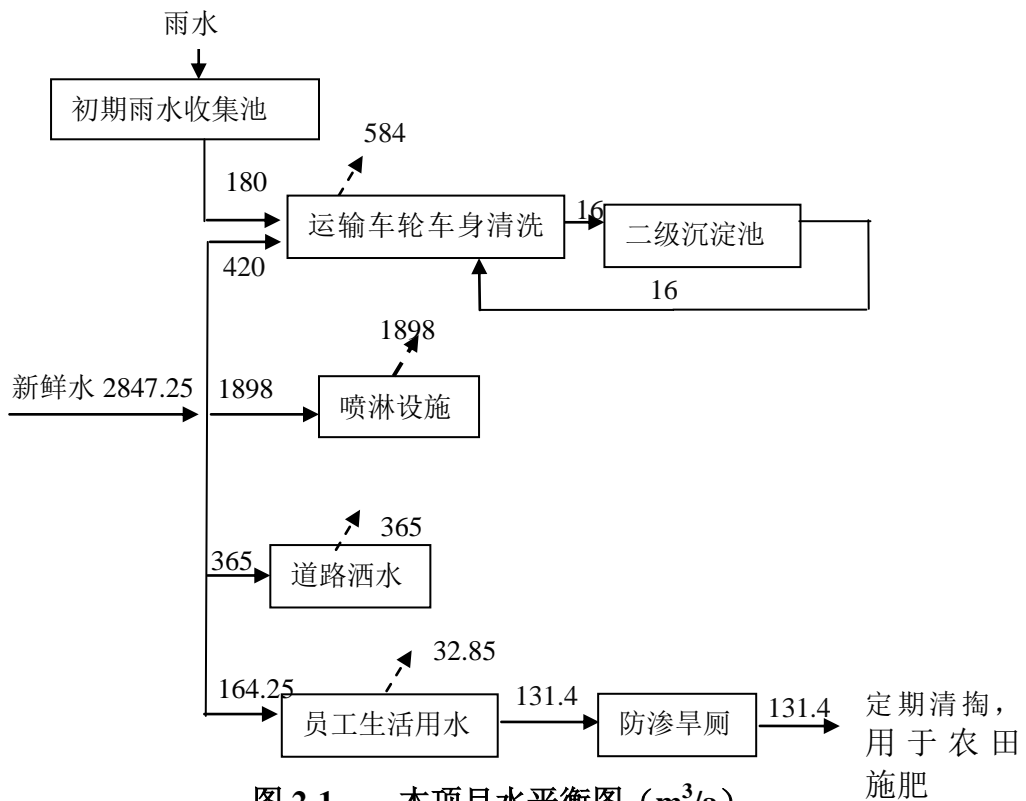 雨水
初期雨水收集池
584
180
运输车轮车身清洗
16
二级沉淀池
420
16
1898
新鲜水 2847.25
1898
喷淋设施
365
365
道路洒水
32.85
164.25
员工生活用水
131.4
防渗旱厕
131.4
定期清掏，
用于农田
施肥
图 2-1 本项目水平衡图（m³/a）